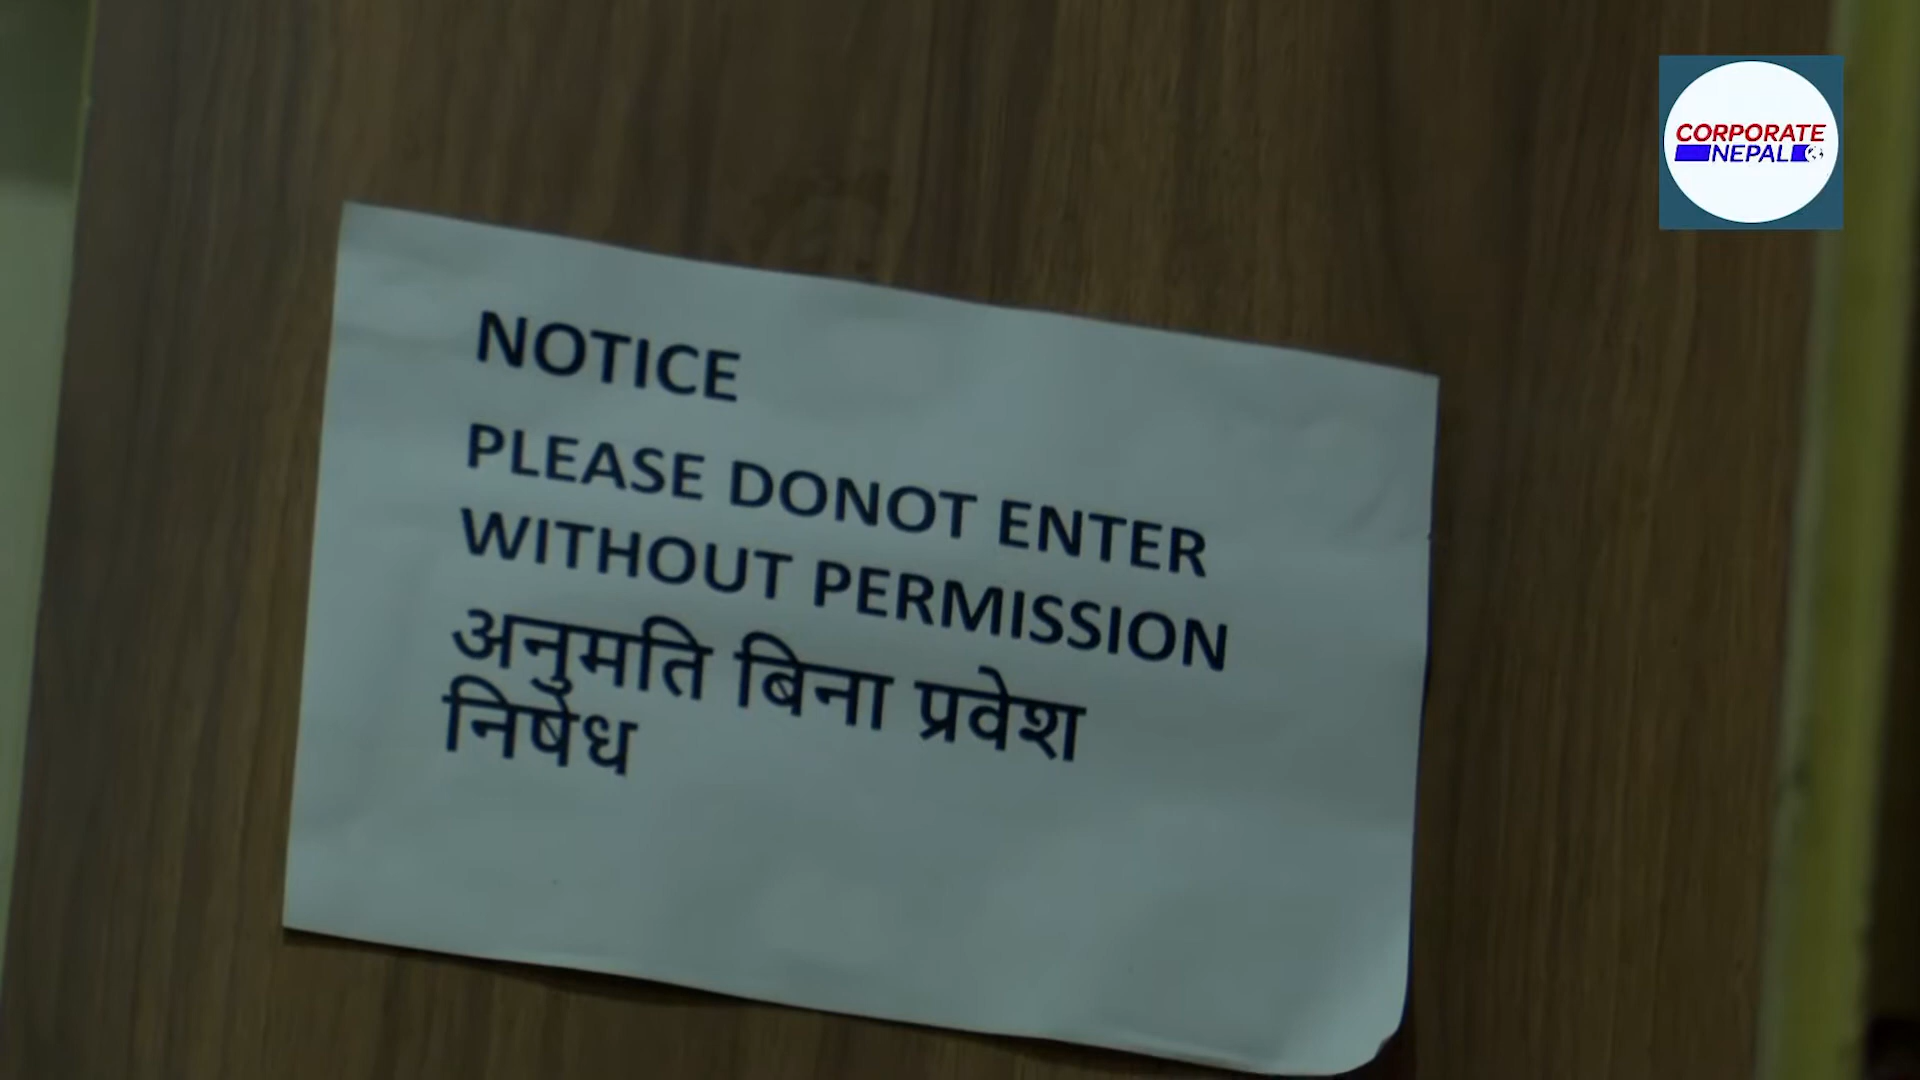 CORPORATE
NEPAL
NOTICE
PLEASE DONOT ENTER
WITHOUT PERMISSION
अनुमति बिना प्रवेश
निषेध